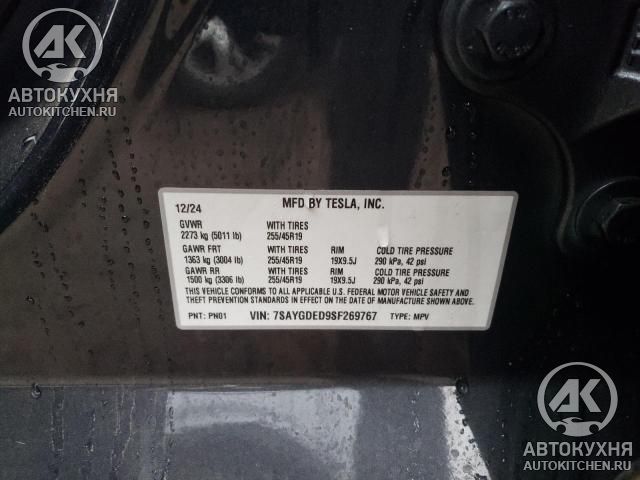 AK
АВТОКУХНЯ
AUTOKITCHEN.RU
12/24 MFD BY TESLA, INC.
GVWR WITH TIRES
2273 kg (5011 lb) 255/45R19
GAWR FRT WITH TIRES RIM COLD TIRE PRESSURE
1363 kg (3004 lb) 255/45R19 19X9.5J 290 kPa, 42 psi
GAWR RR WITH TIRES RIM COLD TIRE PRESSURE
1500 kg (3306 lb) 255/45R19 19X9.5J 290 kPa, 42 psi
THIS VEHICLE CONFORMS TO ALL APPLICABLE U.S. FEDERAL MOTOR VEHICLE SAFETY AND
THEFT PREVENTION STANDARDS IN EFFECT ON THE DATE OF MANUFACTURE SHOWN ABOVE.
PNT: PN01 VIN: 7SAYGDED9SF269767 TYPE: MPV
AK
АВТОКУХНЯ
AUTOKITCHEN.RU